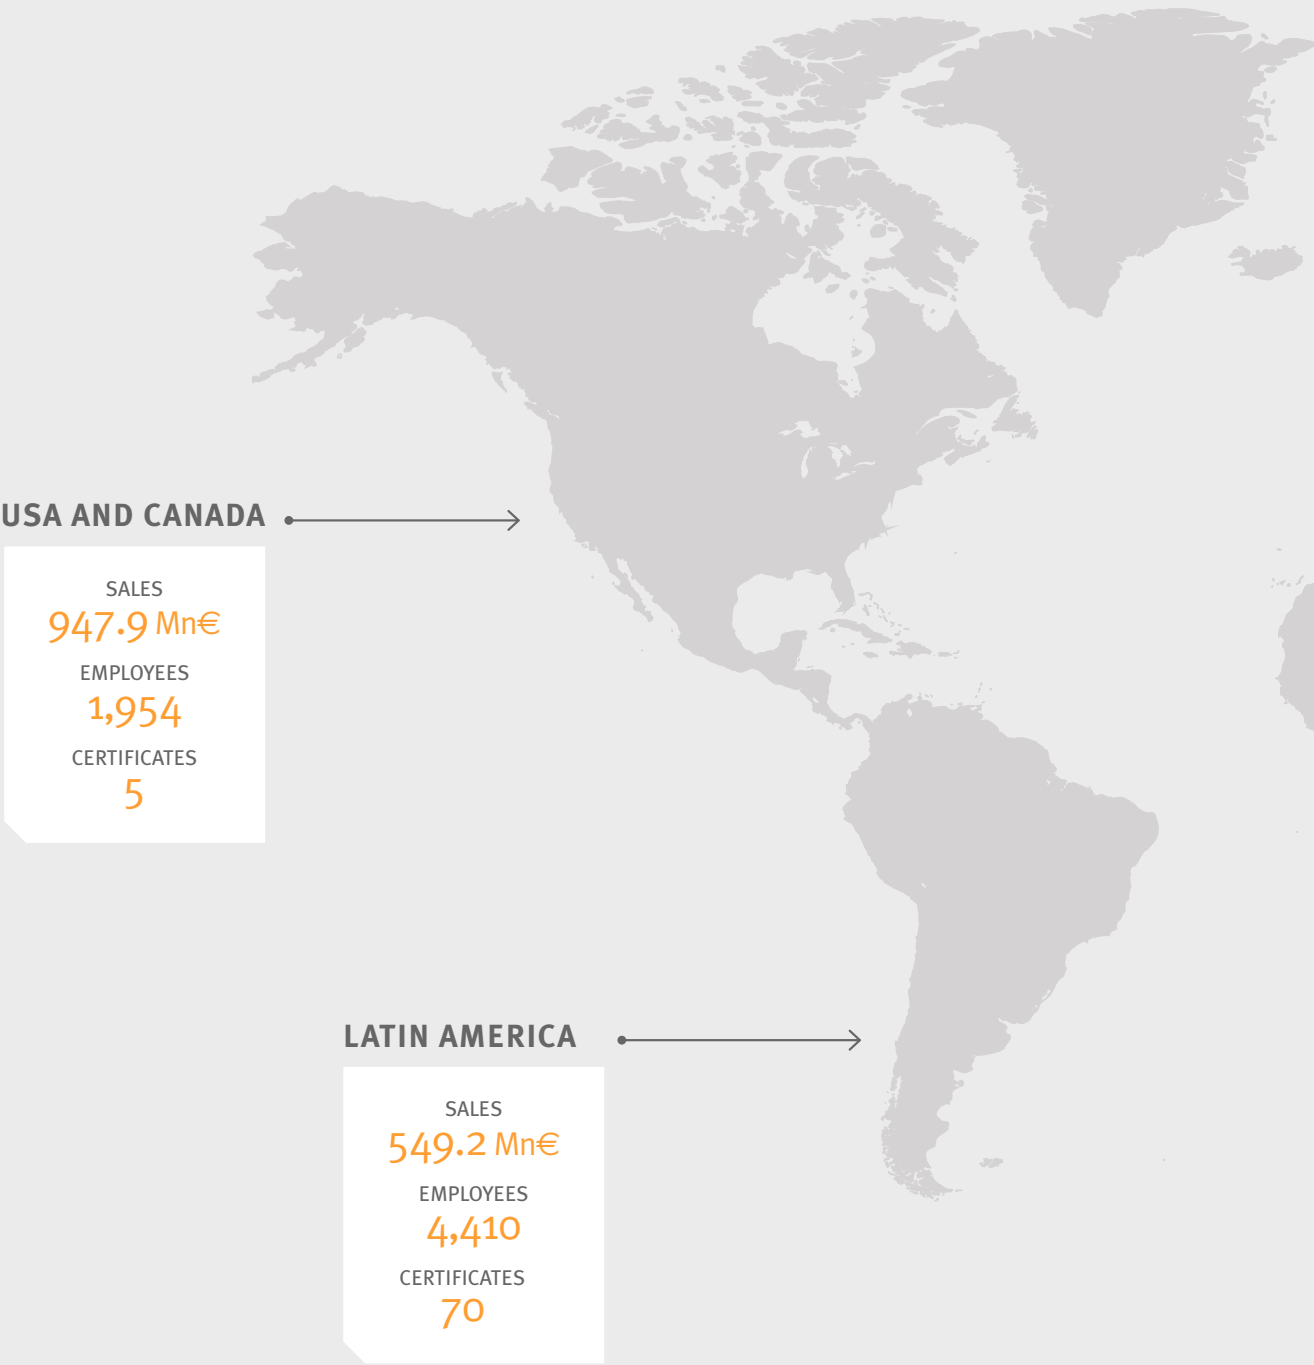 USA AND CANADA
SALES
947.9 Mn€
EMPLOYEES
1,954
CERTIFICATES
5
LATIN AMERICA
SALES
549.2 Mn€
EMPLOYEES
4,410
CERTIFICATES
70